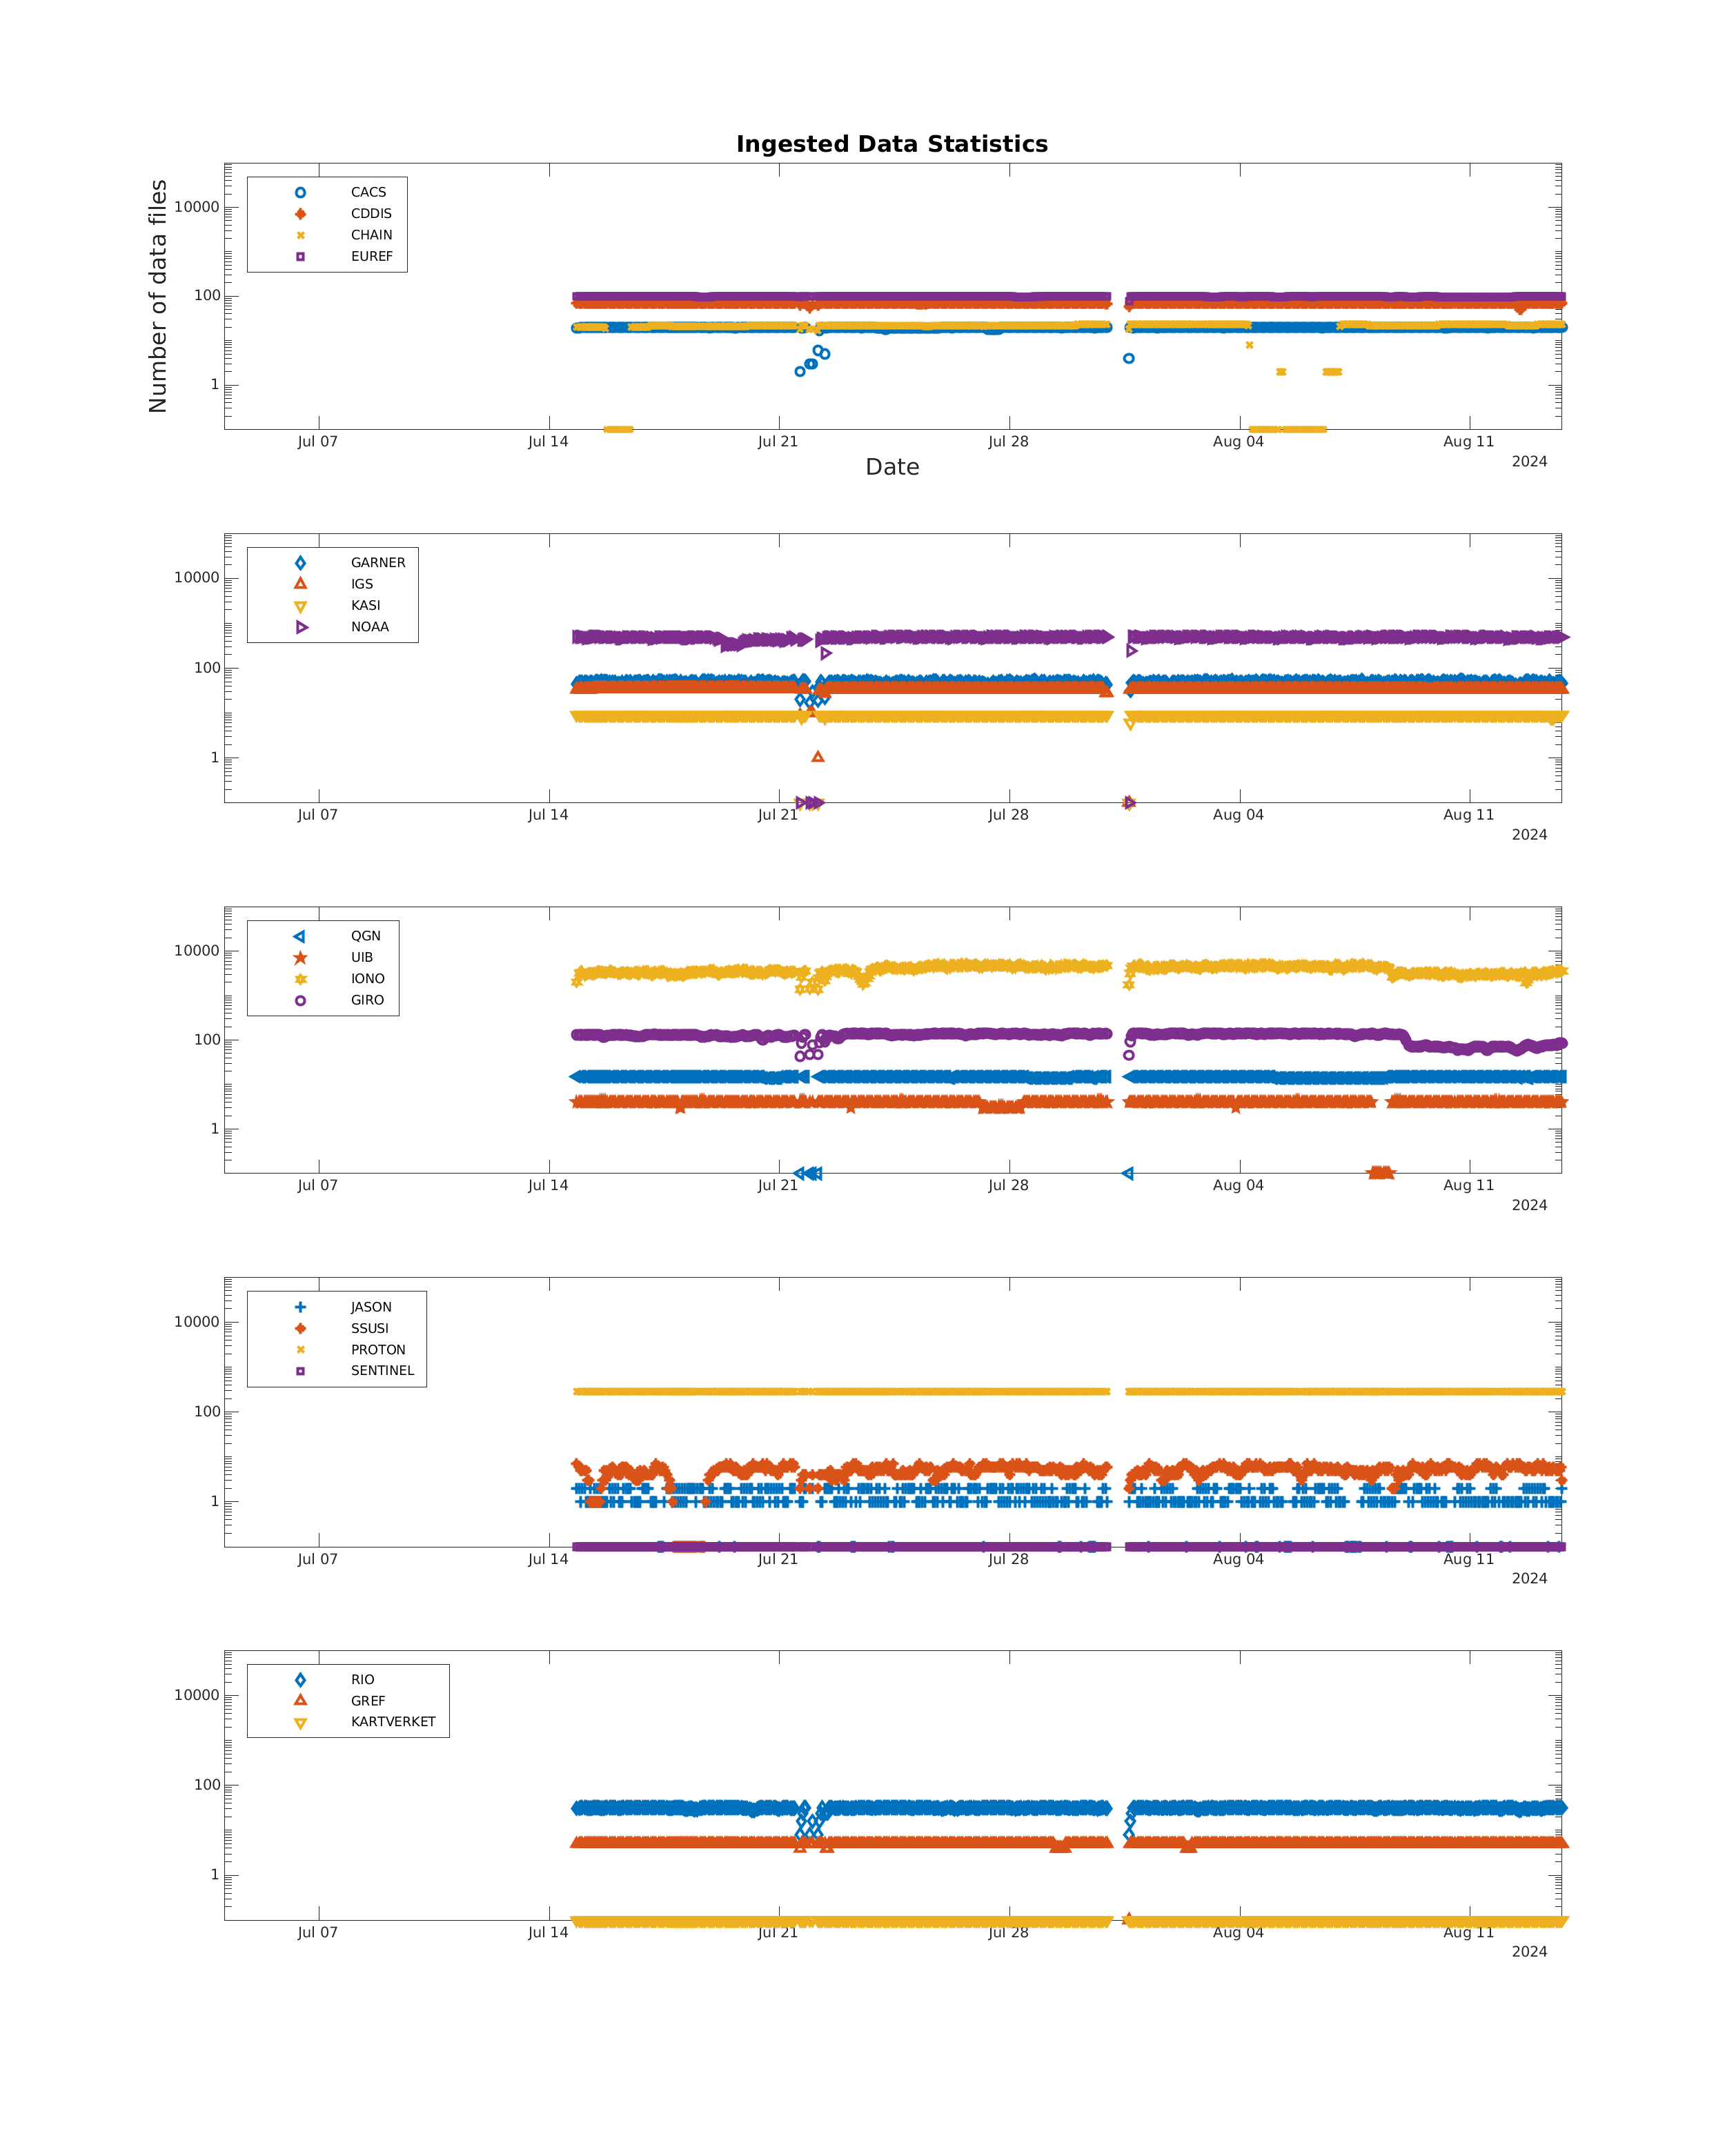 Ingested Data Statistics
Number of data files
10000
100
1
CACS
CDDIS
CHAIN
EUREF
Jul 07
Jul 14
Jul 21
Jul 28
Aug 04
Aug 11
2024
Date
10000
100
1
GARNER
IGS
KASI
NOAA
Jul 07
Jul 14
Jul 21
Jul 28
Aug 04
Aug 11
2024
10000
100
1
QGN
UIB
IONO
GIRO
Jul 07
Jul 14
Jul 21
Jul 28
Aug 04
Aug 11
2024
10000
100
1
JASON
SSUSI
PROTON
SENTINEL
Jul 07
Jul 14
Jul 21
Jul 28
Aug 04
Aug 11
2024
10000
100
1
RIO
GREF
KARTVERKET
Jul 07
Jul 14
Jul 21
Jul 28
Aug 04
Aug 11
2024